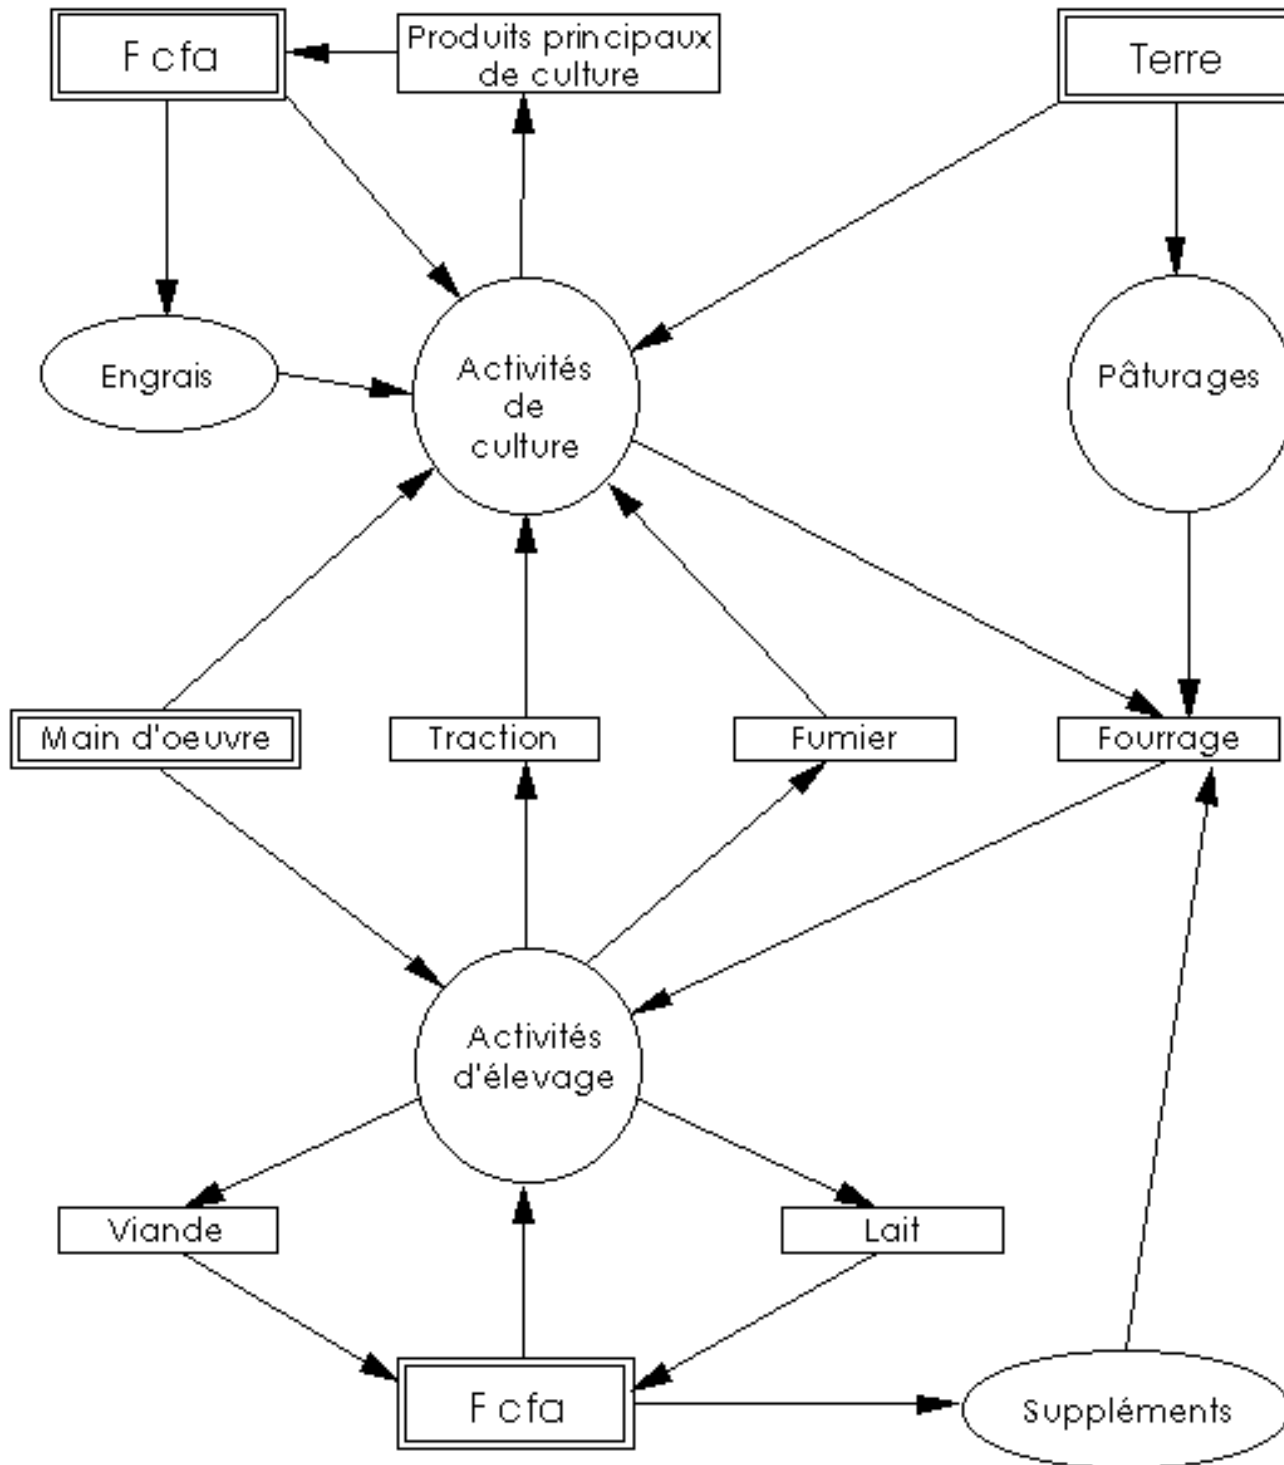 F cfa
Produits principaux
de culture
Terre
Engrais
Activités
de
culture
Pâturages
Main d'oeuvre
Traction
Fumier
Fourrage
Activités
d'élevage
Viande
Lait
F cfa
Suppléments